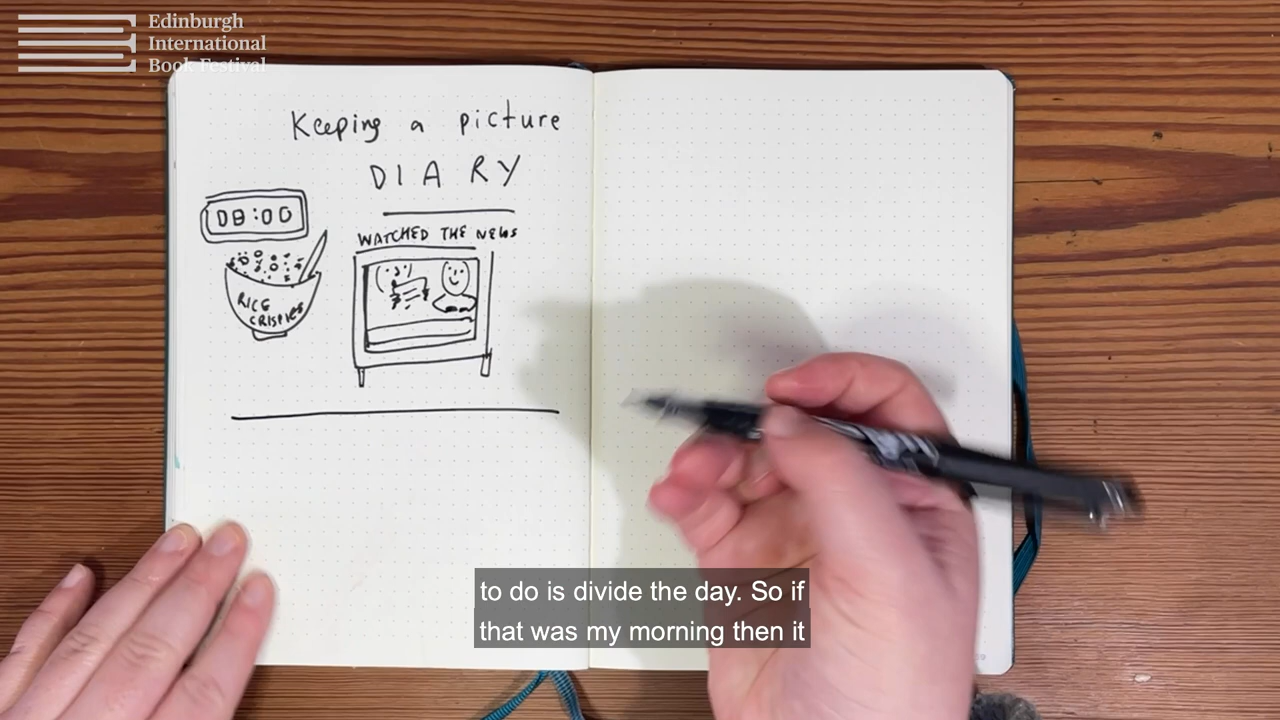 Edinburgh
International
Book Festival
Keeping a picture
DIARY
08:00
WATCHED THE NEWS
RICE
CRISPIES
to do is divide the day. So if
that was my morning then it